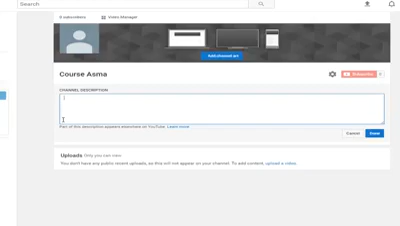 Search
0 subscribers Video Manager
Add channel art
Course Asma
CHANNEL DESCRIPTION
Part of this description appears elsewhere on YouTube. Learn more
Cancel Done
Uploads Only you can view
You don't have any public recent uploads, so this will not appear on your channel. To add content, upload a video.